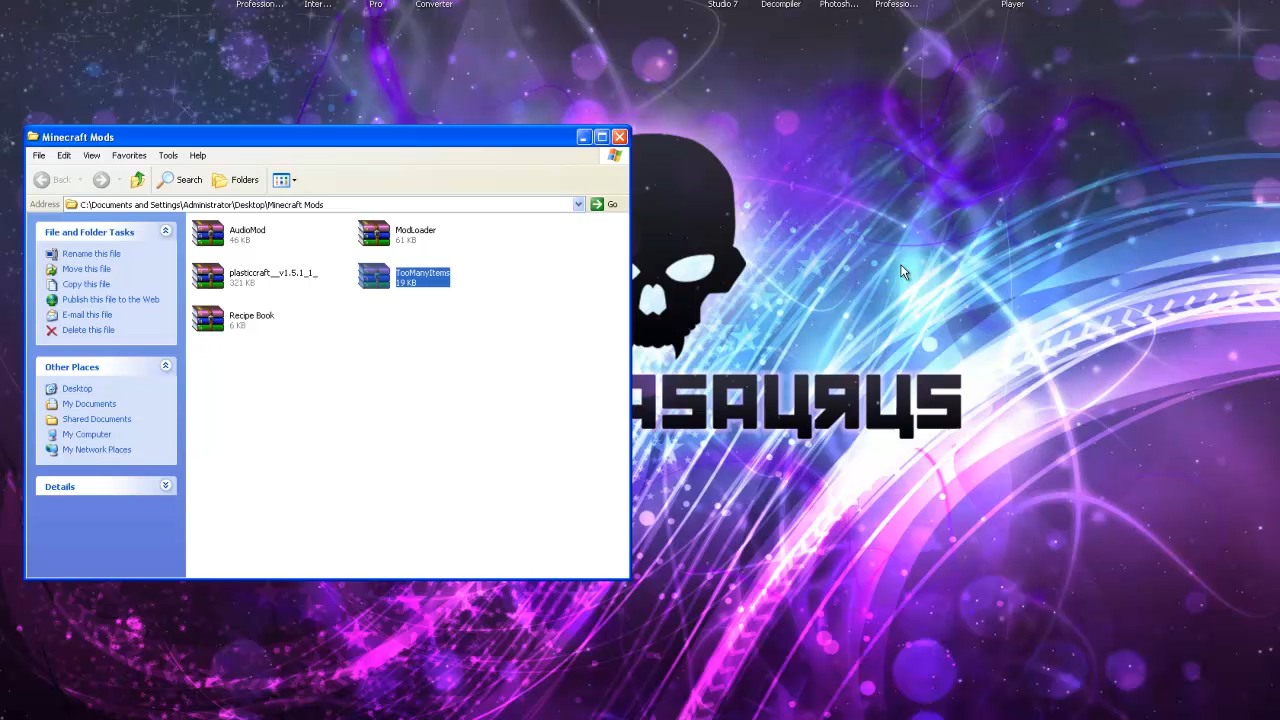 Profession... Inter... Pro Converter Studio 7 Decompiler Photosh... Professio... Player
Minecraft Mods
File Edit View Favorites Tools Help
Back Search Folders
Address C:\Documents and Settings\Administrator\Desktop\Minecraft Mods Go
File and Folder Tasks
Rename this file
Move this file
Copy this file
Publish this file to the Web
E-mail this file
Delete this file
Other Places
Desktop
My Documents
Shared Documents
My Computer
My Network Places
Details
AudioMod
46 KB
ModLoader
61 KB
plasticcraft__v1.5.1_1_
321 KB
TooManyItems
19 KB
Recipe Book
6 KB
ASAURUS